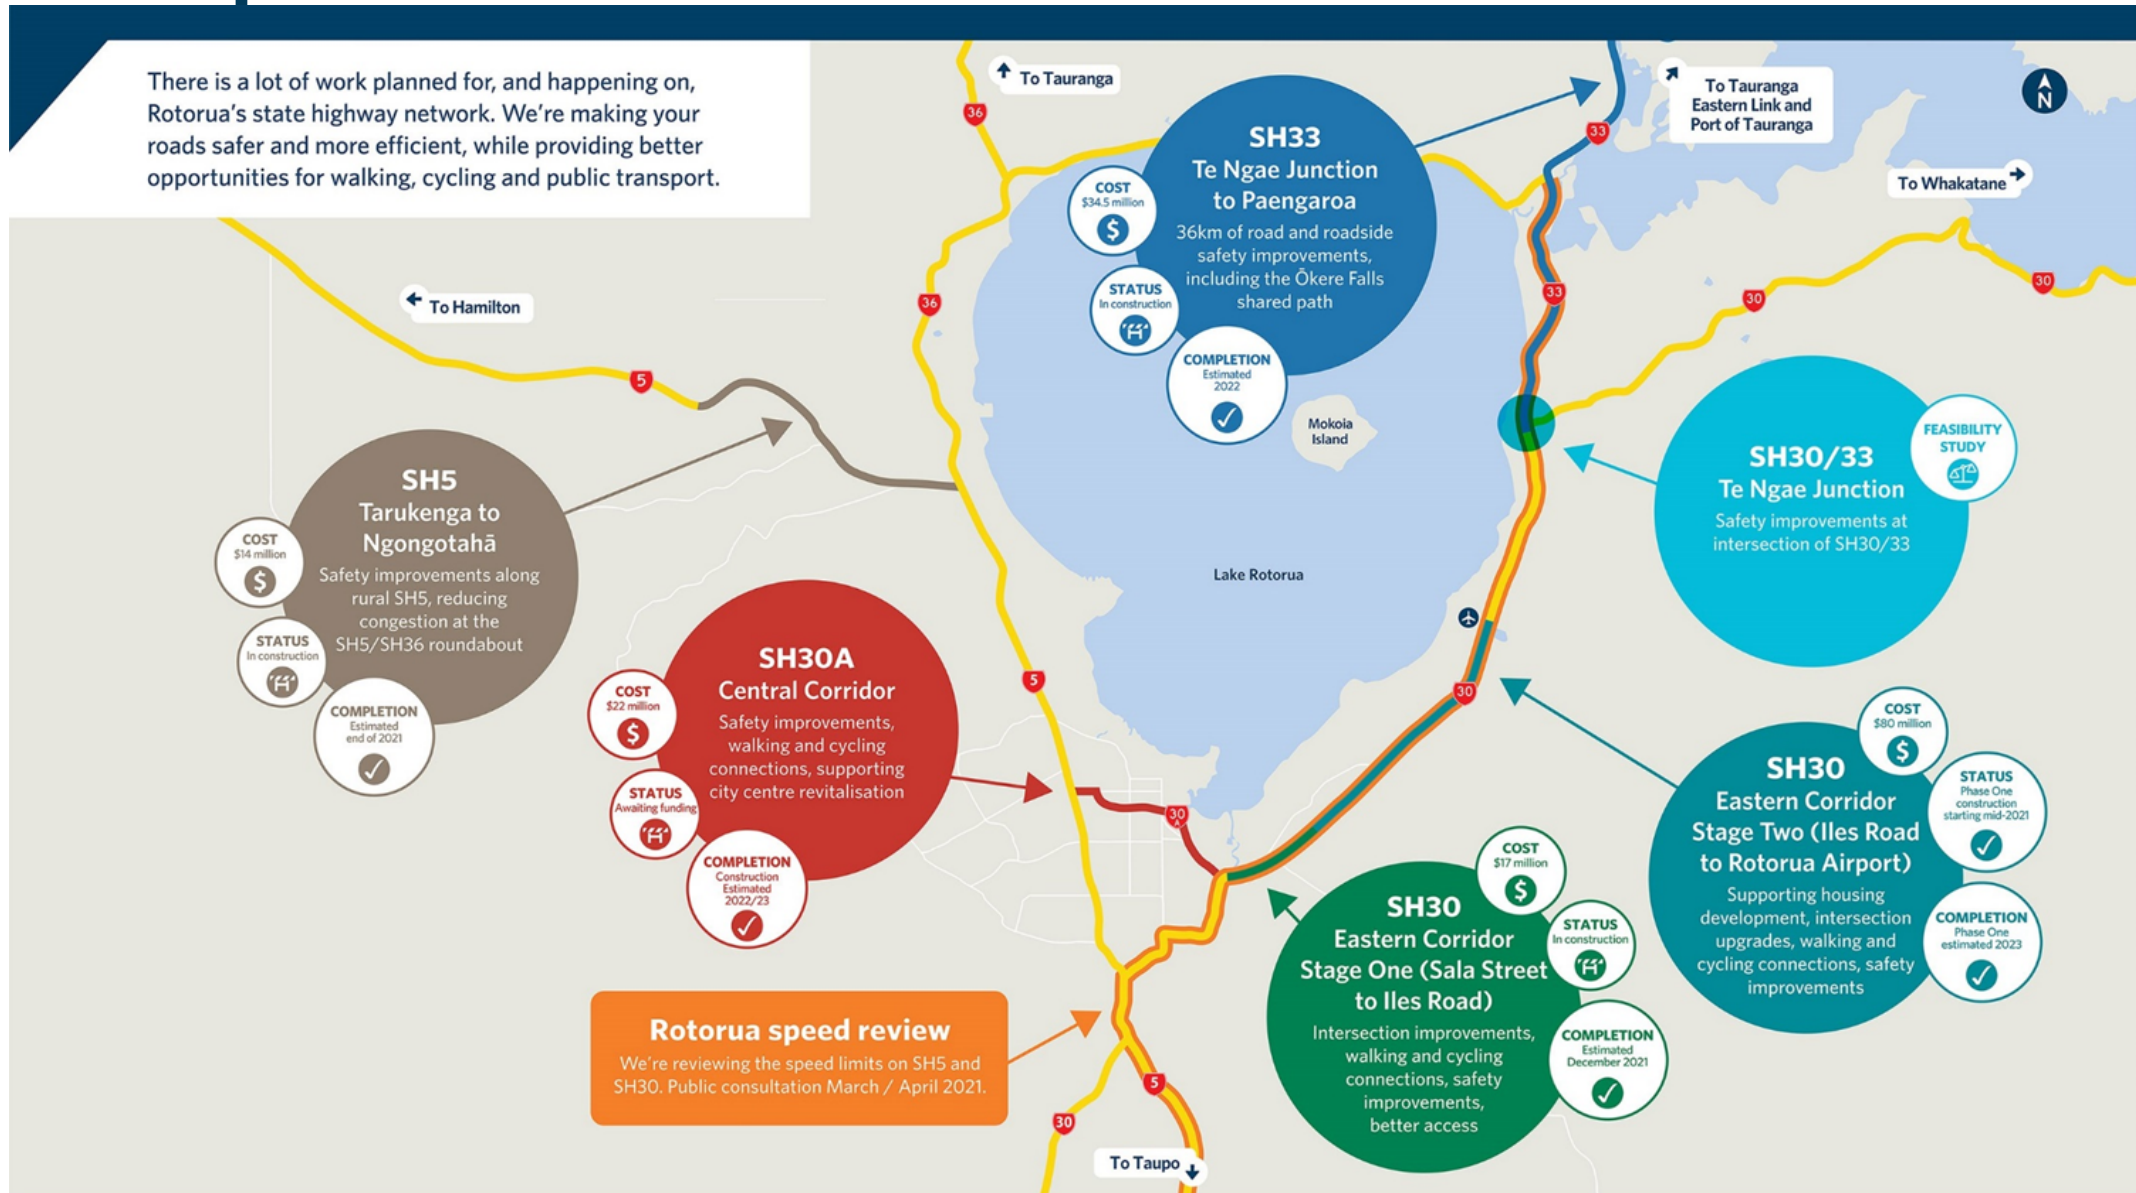 There is a lot of work planned for, and happening on,
Rotorua's state highway network. We're making your
roads safer and more efficient, while providing better
opportunities for walking, cycling and public transport.
To Tauranga
To Tauranga
Eastern Link and
Port of Tauranga
N
To Whakatane
To Hamilton
36
36
33
33
30
30
5
5
30
30
A
5
30
SH33
Te Ngae Junction
to Paengaroa
36km of road and roadside
safety improvements,
including the Ōkere Falls
shared path
COST
$34.5 million
$
STATUS
In construction
COMPLETION
Estimated
2022
Mokoia
Island
Lake Rotorua
SH30/33
Te Ngae Junction
Safety improvements at
intersection of SH30/33
FEASIBILITY
STUDY
SH5
Tarukenga to
Ngongotahā
Safety improvements along
rural SH5, reducing
congestion at the
SH5/SH36 roundabout
COST
$14 million
$
STATUS
In construction
COMPLETION
Estimated
end of 2021
SH30A
Central Corridor
Safety improvements,
walking and cycling
connections, supporting
city centre revitalisation
COST
$22 million
$
STATUS
Awaiting funding
COMPLETION
Construction
Estimated
2022/23
SH30
Eastern Corridor
Stage Two (Iles Road
to Rotorua Airport)
Supporting housing
development, intersection
upgrades, walking and
cycling connections, safety
improvements
COST
$80 million
$
STATUS
Phase One
construction
starting mid-2021
COMPLETION
Phase One
estimated 2023
SH30
Eastern Corridor
Stage One (Sala Street
to Iles Road)
Intersection improvements,
walking and cycling
connections, safety
improvements,
better access
COST
$17 million
$
STATUS
In construction
COMPLETION
Estimated
December 2021
Rotorua speed review
We're reviewing the speed limits on SH5 and
SH30. Public consultation March / April 2021.
To Taupo